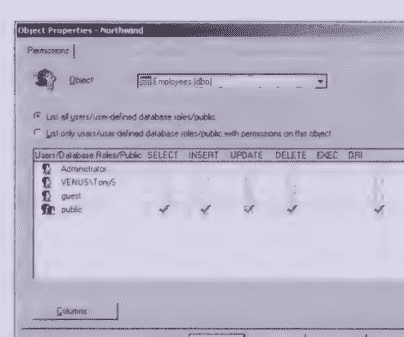 Object Properties - Northwind
Permissions
Object
Employees (dbo)
List all users/user-defined database roles/public
List only users/user-defined database roles/public with permissions on this object
Users/Database Roles/Public SELECT INSERT UPDATE DELETE EXEC DRI
Administrator
VENUS\TonyS
guest
public
Columns